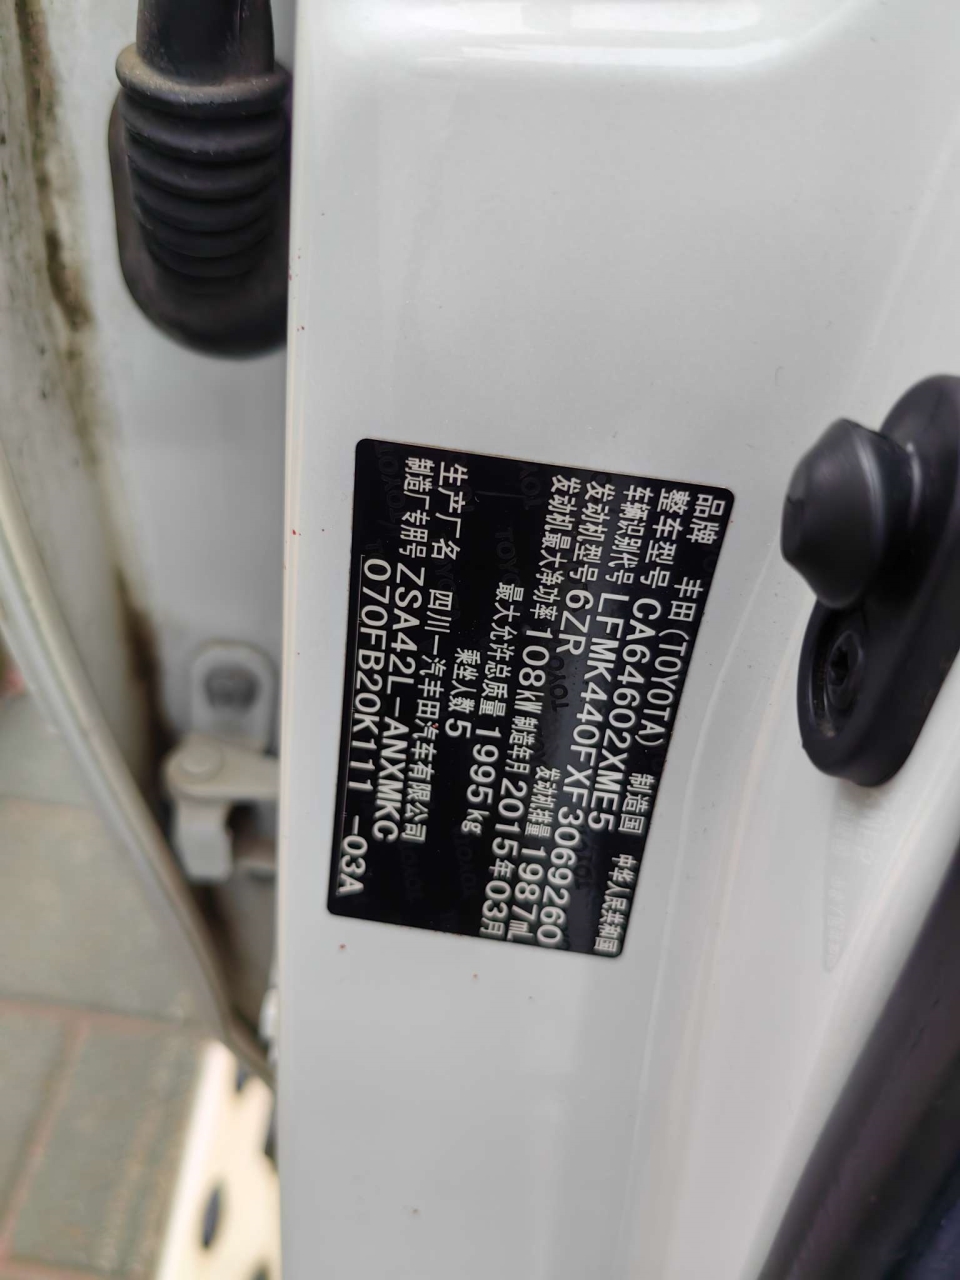 品牌 丰田(TOYOTA) 制造国 中华人民共和国
整车型号 CA64602XME5
车辆识别代号 LFMK440FXF3069260
发动机型号 6ZR 发动机排量 1987mL
发动机最大净功率 108kW 制造年月 2015年03月
最大允许总质量 1995kg
乘坐人数 5
生产厂名 四川一汽丰田汽车有限公司
制造厂专用号 ZSA42L-ANXMKC
070FB20K111 -03A